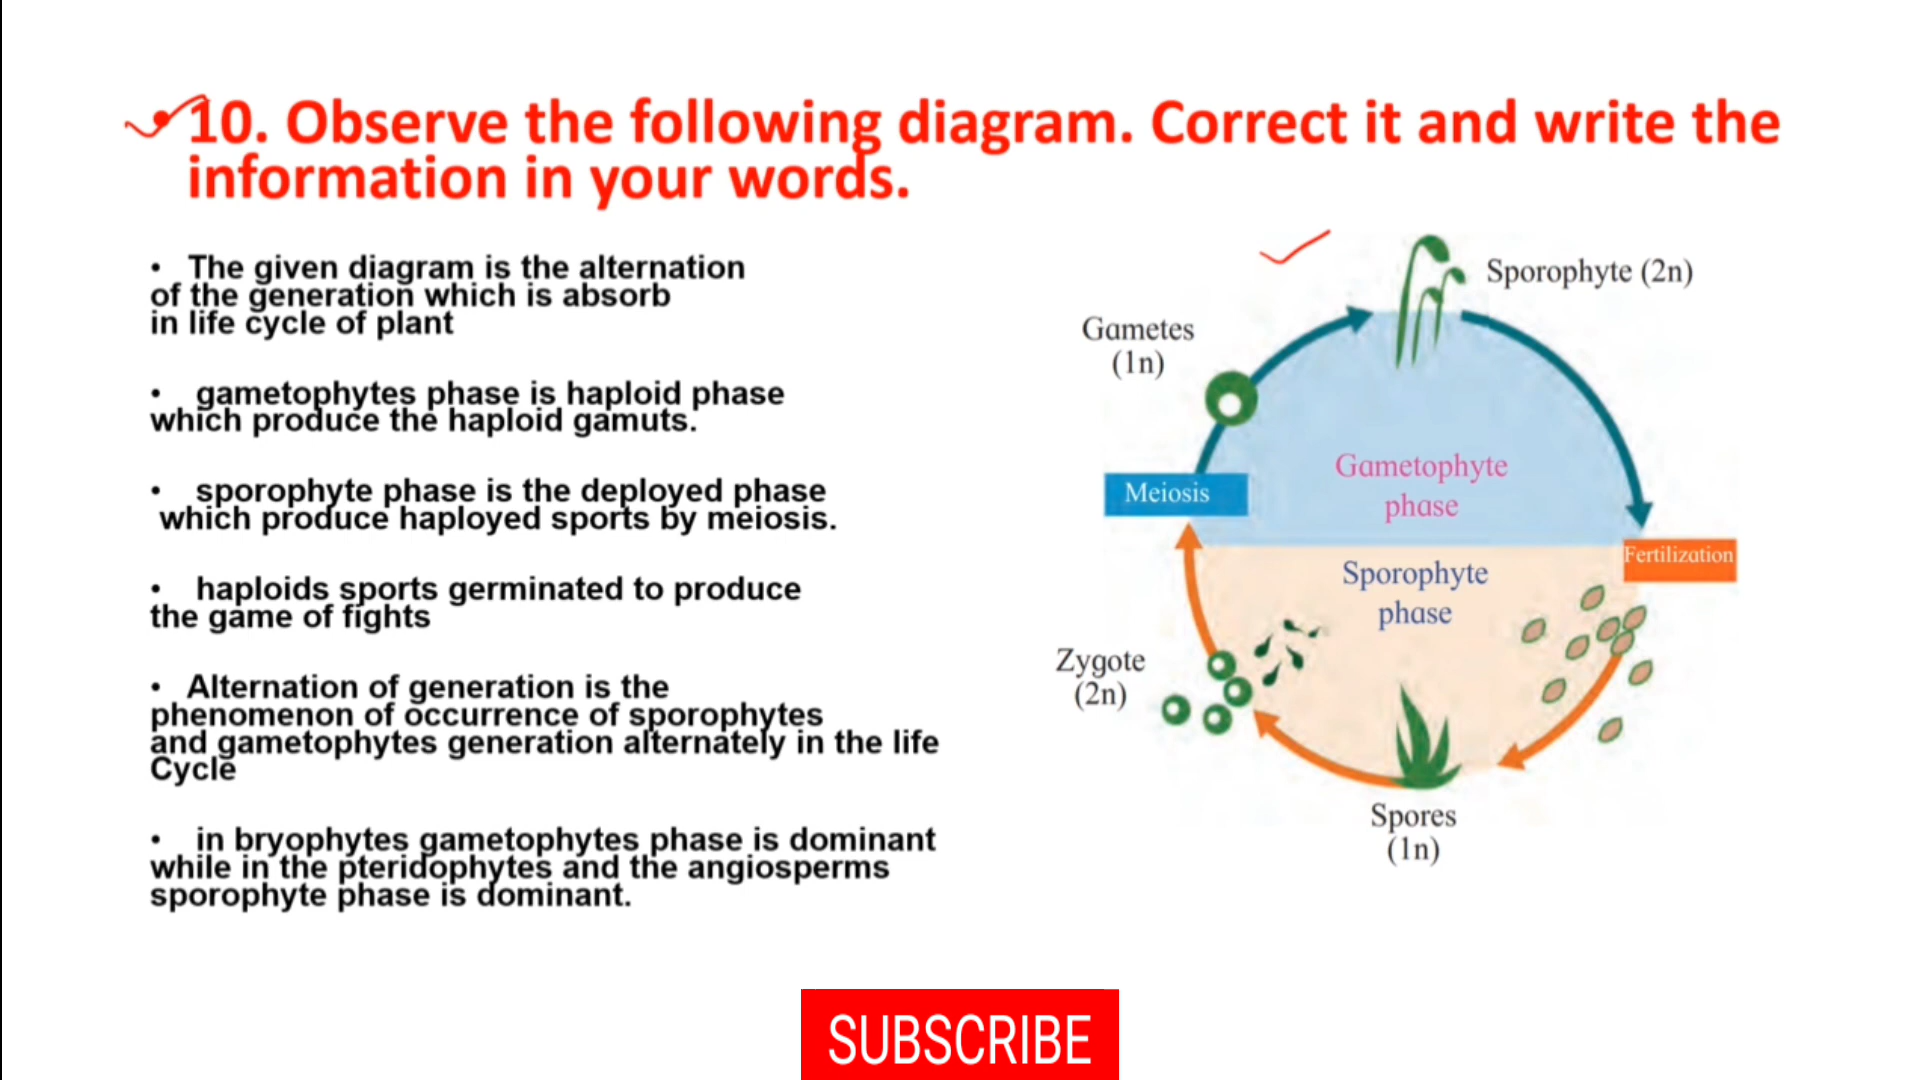 10. Observe the following diagram. Correct it and write the
information in your words.
• The given diagram is the alternation
of the generation which is absorb
in life cycle of plant
• gametophytes phase is haploid phase
which produce the haploid gamuts.
• sporophyte phase is the deployed phase
which produce haployed sports by meiosis.
• haploids sports germinated to produce
the game of fights
• Alternation of generation is the
phenomenon of occurrence of sporophytes
and gametophytes generation alternately in the life
Cycle
• in bryophytes gametophytes phase is dominant
while in the pteridophytes and the angiosperms
sporophyte phase is dominant.
Sporophyte (2n)
Gametes
(1n)
Meiosis
Gametophyte
phase
Fertilization
Sporophyte
phase
Zygote
(2n)
Spores
(1n)
SUBSCRIBE